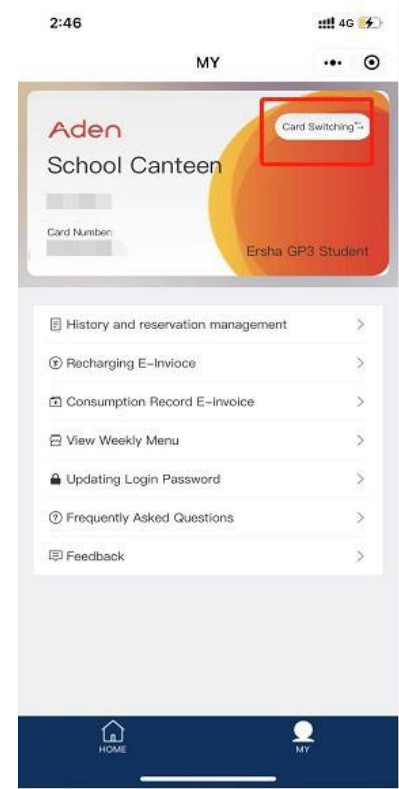 2:46
4G
MY
Aden
Card Switching
School Canteen
Card Number:
Ersha GP3 Student
History and reservation management
Recharging E-Invioce
Consumption Record E-invoice
View Weekly Menu
Updating Login Password
Frequently Asked Questions
Feedback
HOME
MY